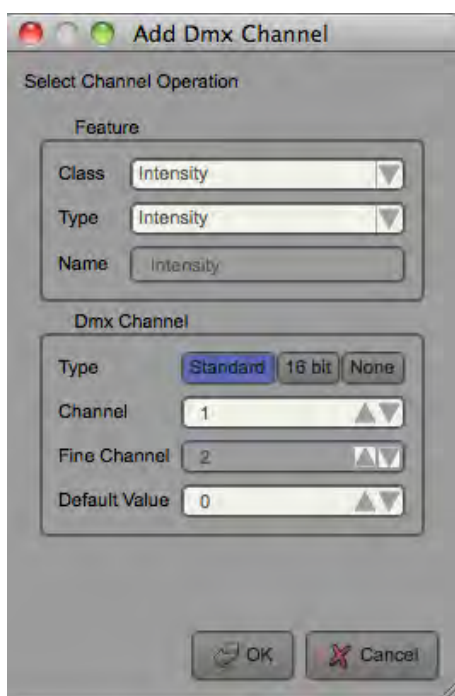 Add Dmx Channel
Select Channel Operation
Feature
Class Intensity
Type Intensity
Name Intensity
Dmx Channel
Type Standard 16 bit None
Channel 1
Fine Channel 2
Default Value 0
OK Cancel